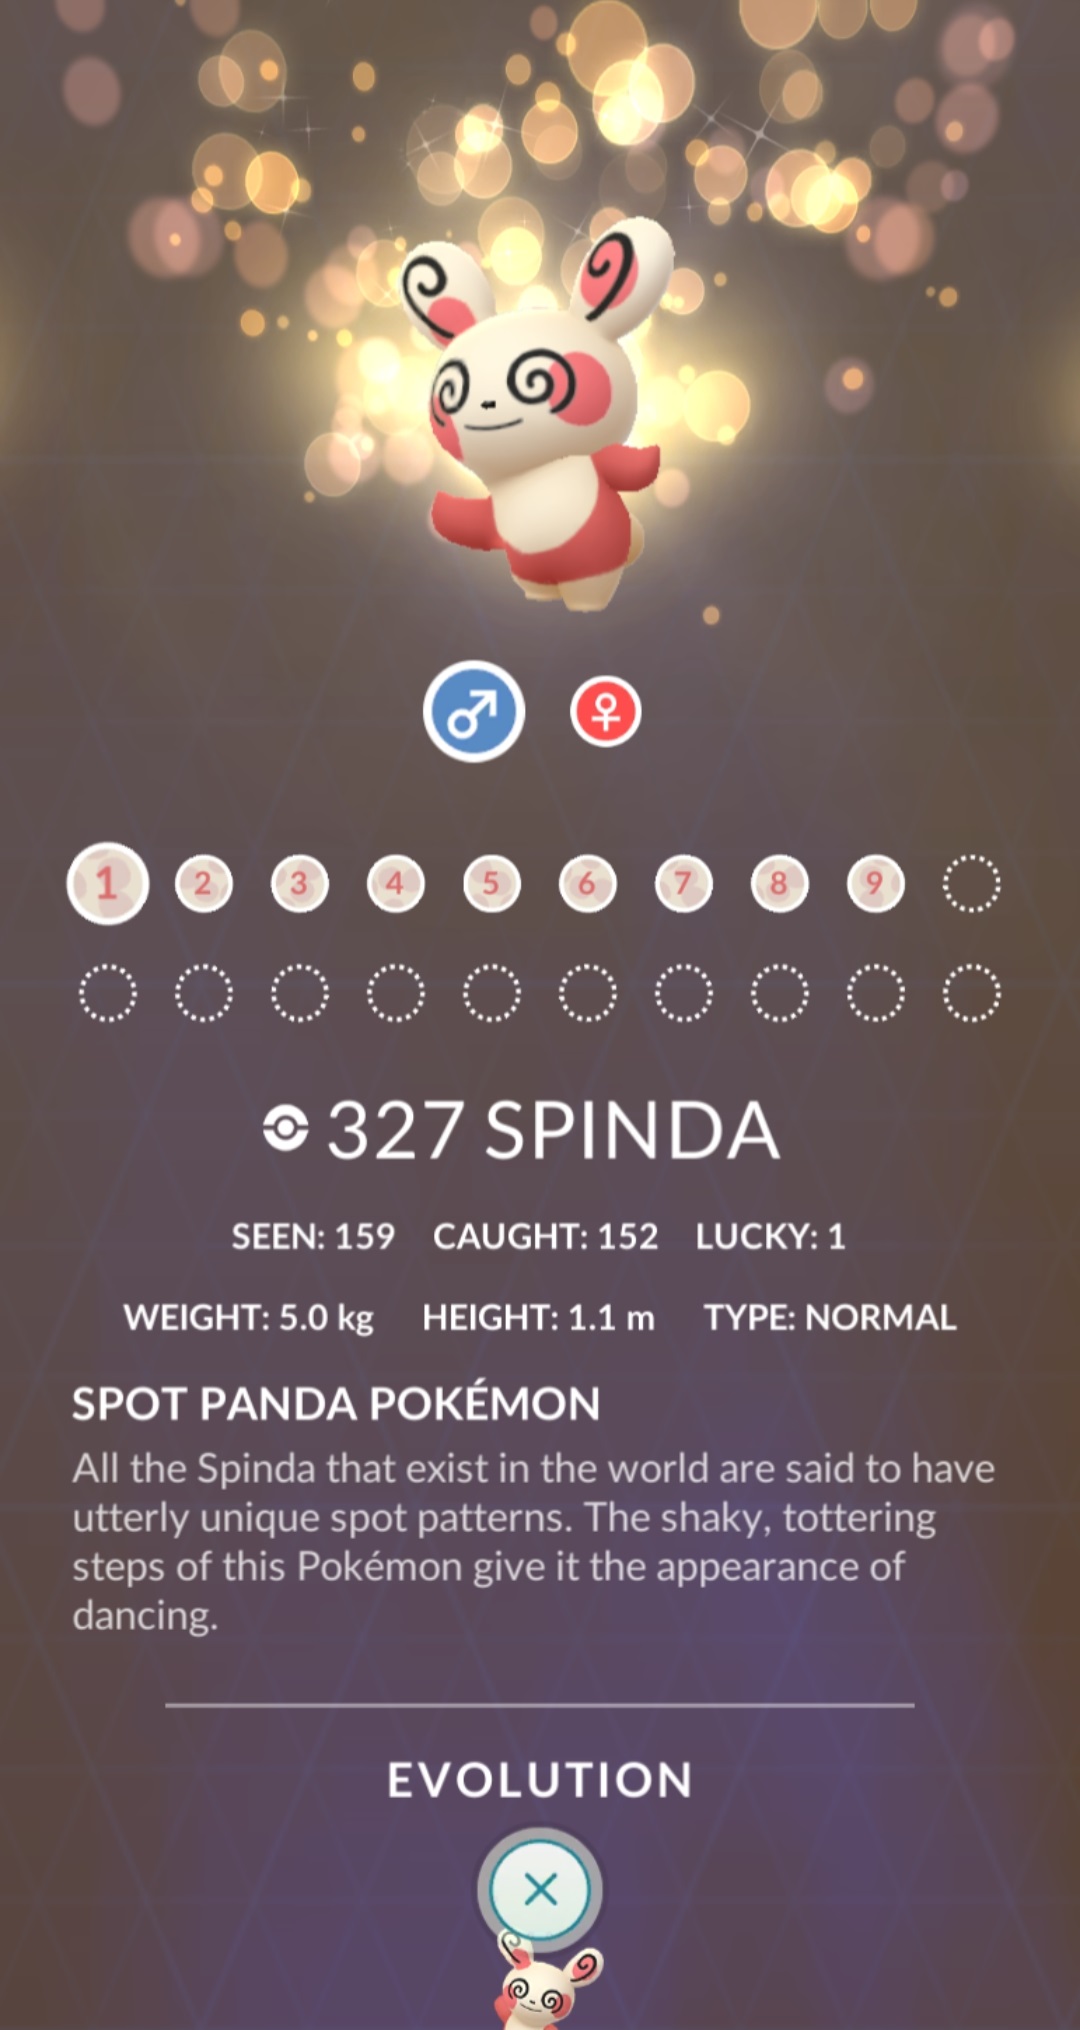 1 2 3 4 5 6 7 8 9
327 SPINDA
SEEN: 159 CAUGHT: 152 LUCKY: 1
WEIGHT: 5.0 kg HEIGHT: 1.1 m TYPE: NORMAL
SPOT PANDA POKÉMON
All the Spinda that exist in the world are said to have
utterly unique spot patterns. The shaky, tottering
steps of this Pokémon give it the appearance of
dancing.
EVOLUTION